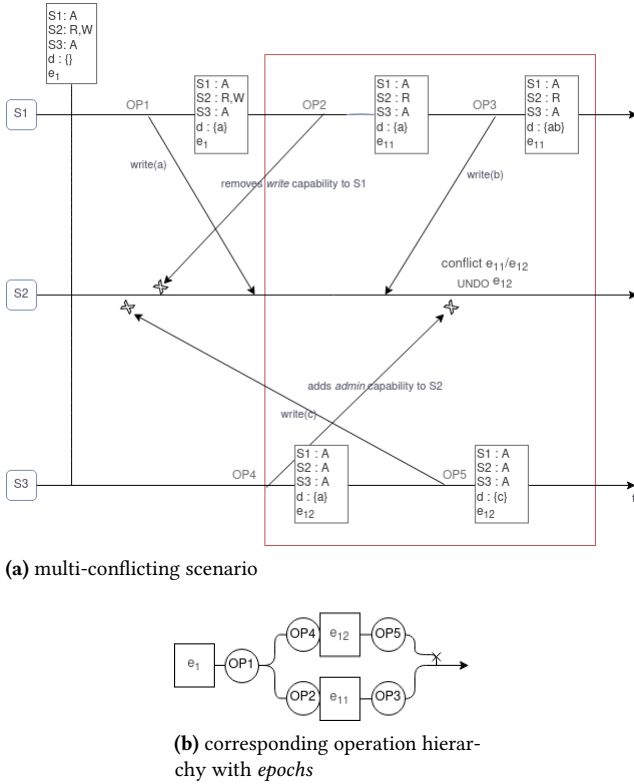 S1: A
S2: R,W
S3: A
d : {}
e1
S1
OP1
S1 : A
S2 : R,W
S3 : A
d : {a}
e1
OP2
S1 : A
S2 : R
S3 : A
d : {a}
e11
OP3
S1 : A
S2 : R
S3 : A
d : {ab}
e11
write(a)
removes write capability to S1
write(b)
S2
conflict e11/e12
UNDO e12
adds admin capability to S2
write(c)
S3
OP4
S1 : A
S2 : A
S3 : A
d : {a}
e12
OP5
S1 : A
S2 : A
S3 : A
d : {c}
e12
t
(a) multi-conflicting scenario
e1
OP1
OP4
e12
OP5
OP2
e11
OP3
(b) corresponding operation hierar-
chy with epochs